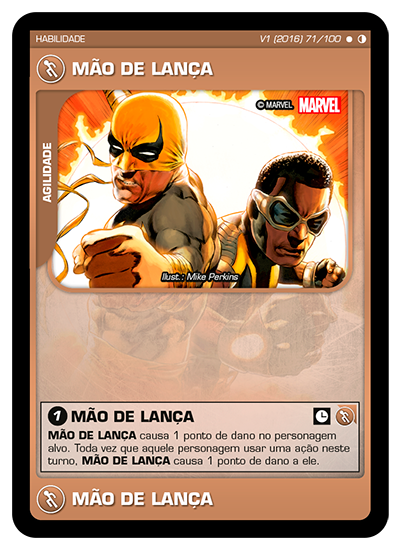 HABILIDADE V1 (2016) 71/100
MÃO DE LANÇA
AGILIDADE
© MARVEL MARVEL
Ilust.: Mike Perkins
1 MÃO DE LANÇA
MÃO DE LANÇA causa 1 ponto de dano no personagem
alvo. Toda vez que aquele personagem usar uma ação neste
turno, MÃO DE LANÇA causa 1 ponto de dano a ele.
MÃO DE LANÇA